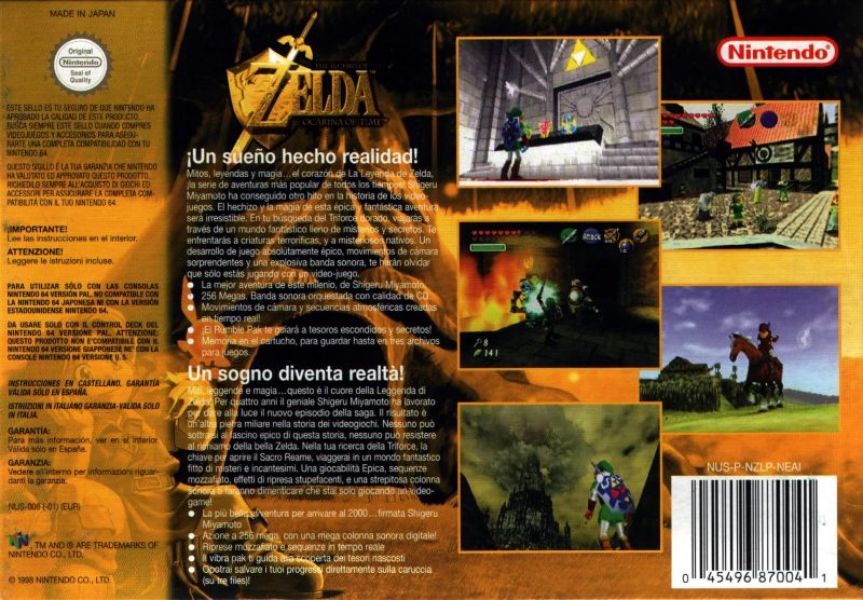 MADE IN JAPAN
Original
Nintendo®
Seal of
Quality
ESTE SELLO ES TU SEGURO DE QUE NINTENDO HA
APROBADO LA CALIDAD DE ESTE PRODUCTO.
BUSCA SIEMPRE ESTE SELLO CUANDO COMPRES
VIDEOJUEGOS Y ACCESORIOS PARA ASEGU-
RARTE UNA COMPLETA COMPATIBILIDAD CON TU
NINTENDO 64.
QUESTO SIGILLO È LA TUA GARANZIA CHE NINTENDO
HA VALUTATO ED APPROVATO QUESTO PRODOTTO.
RICHIEDILO SEMPRE ALL'ACQUISTO DI GIOCHI ED
ACCESSORI PER ASSICURARE LA COMPLETA COM-
PATIBILITÀ CON IL TUO NINTENDO 64.
¡IMPORTANTE!
Lee las instrucciones en el interior.
ATTENZIONE!
Leggere le istruzioni incluse.
PARA UTILIZAR SÓLO CON LAS CONSOLAS
NINTENDO 64 VERSIÓN PAL. NO COMPATIBLE CON
LA NINTENDO 64 JAPONESA NI CON LA VERSIÓN
ESTADOUNIDENSE NINTENDO 64.
DA USARE SOLO CON IL CONTROL DECK DEL
NINTENDO 64 VERSIONE PAL. ATTENZIONE:
QUESTO PRODOTTO NON E'COMPATIBILE CON IL
NINTENDO 64 VERSIONE GIAPPONESE NE' CON LA
CONSOLE NINTENDO 64 VERSIONE U.S.
INSTRUCCIONES EN CASTELLANO. GARANTÍA
VÁLIDA SÓLO EN ESPAÑA.
ISTRUZIONI IN ITALIANO GARANZIA-VALIDA SOLO
IN ITALIA.
GARANTÍA:
Para más información, ver en el interior
Válida sólo en España.
GARANZIA:
Vedere all'interno per informazioni riguar-
danti la garanzia.
NUS-006 (-01) (EUR)
, TM AND ® ARE TRADEMARKS OF
NINTENDO CO., LTD.
© 1998 NINTENDO CO., LTD.
THE LEGEND OF
ZELDA™
OCARINA OF TIME
¡Un sueño hecho realidad!
Mitos, leyendas y magia...el corazón de La Leyenda de Zelda,
¡la serie de aventuras más popular de todos los tiempos! Shigeru
Miyamoto ha conseguido otro hito en la historia de los video-
juegos. El hechizo y la magia de esta épica y fantástica aventura
será irresistible. En tu búsqueda del Triforce dorado, viajarás a
través de un mundo fantástico lleno de misterios y secretos. Te
enfrentarás a criaturas terroríficas, y a misteriosos nativos. Un
desarrollo de juego absolutamente épico, movimientos de cámara
sorprendentes y una explosiva banda sonora, te harán olvidar
que sólo estás jugando con un video-juego.
● La mejor aventura de este milenio, de Shigeru Miyamoto
● 256 Megas. Banda sonora orquestada con calidad de CD.
● Movimientos de cámara y secuencias atmosféricas creadas
en tiempo real!
● ¡El Rumble Pak te guiará a tesoros escondidos y secretos!
● Memoria en el cartucho, para guardar hasta en tres archivos
para juegos.
Un sogno diventa realtà!
Miti, leggende e magia...questo è il cuore della Leggenda di
Zelda. Per quattro anni il geniale Shigeru Miyamoto ha lavorato
per dare alla luce il nuovo episodio della saga. Il risultato è
un'altra pietra miliare nella storia dei videogiochi. Nessuno può
sottrarsi al fascino epico di questa storia, nessuno può resistere
al richiamo della bella Zelda. Nella tua ricerca della Triforce, la
chiave per aprire il Sacro Reame, viaggerai in un mondo fantastico
fitto di misteri e incantesimi. Una giocabilità Epica, sequenze
mozzafiato, effetti di ripresa stupefacenti, e una strepitosa colonna
sonora ti faranno dimenticare che stai solo giocando un video-
game!
● La più bella avventura per arrivare al 2000...firmata Shigeru
Miyamoto
● Azione a 256 mega, con una mega colonna sonora digitale!
● Riprese mozzafiato e sequenze in tempo reale
● Il vibra pak ti guida alla scoperta dei tesori nascosti
● Potrai salvare i tuoi progressi direttamente sulla cartuccia
(su tre files)!
Attack
8
141
Nintendo®
NUS-P-NZLP-NEAI
0 45496 87004 1